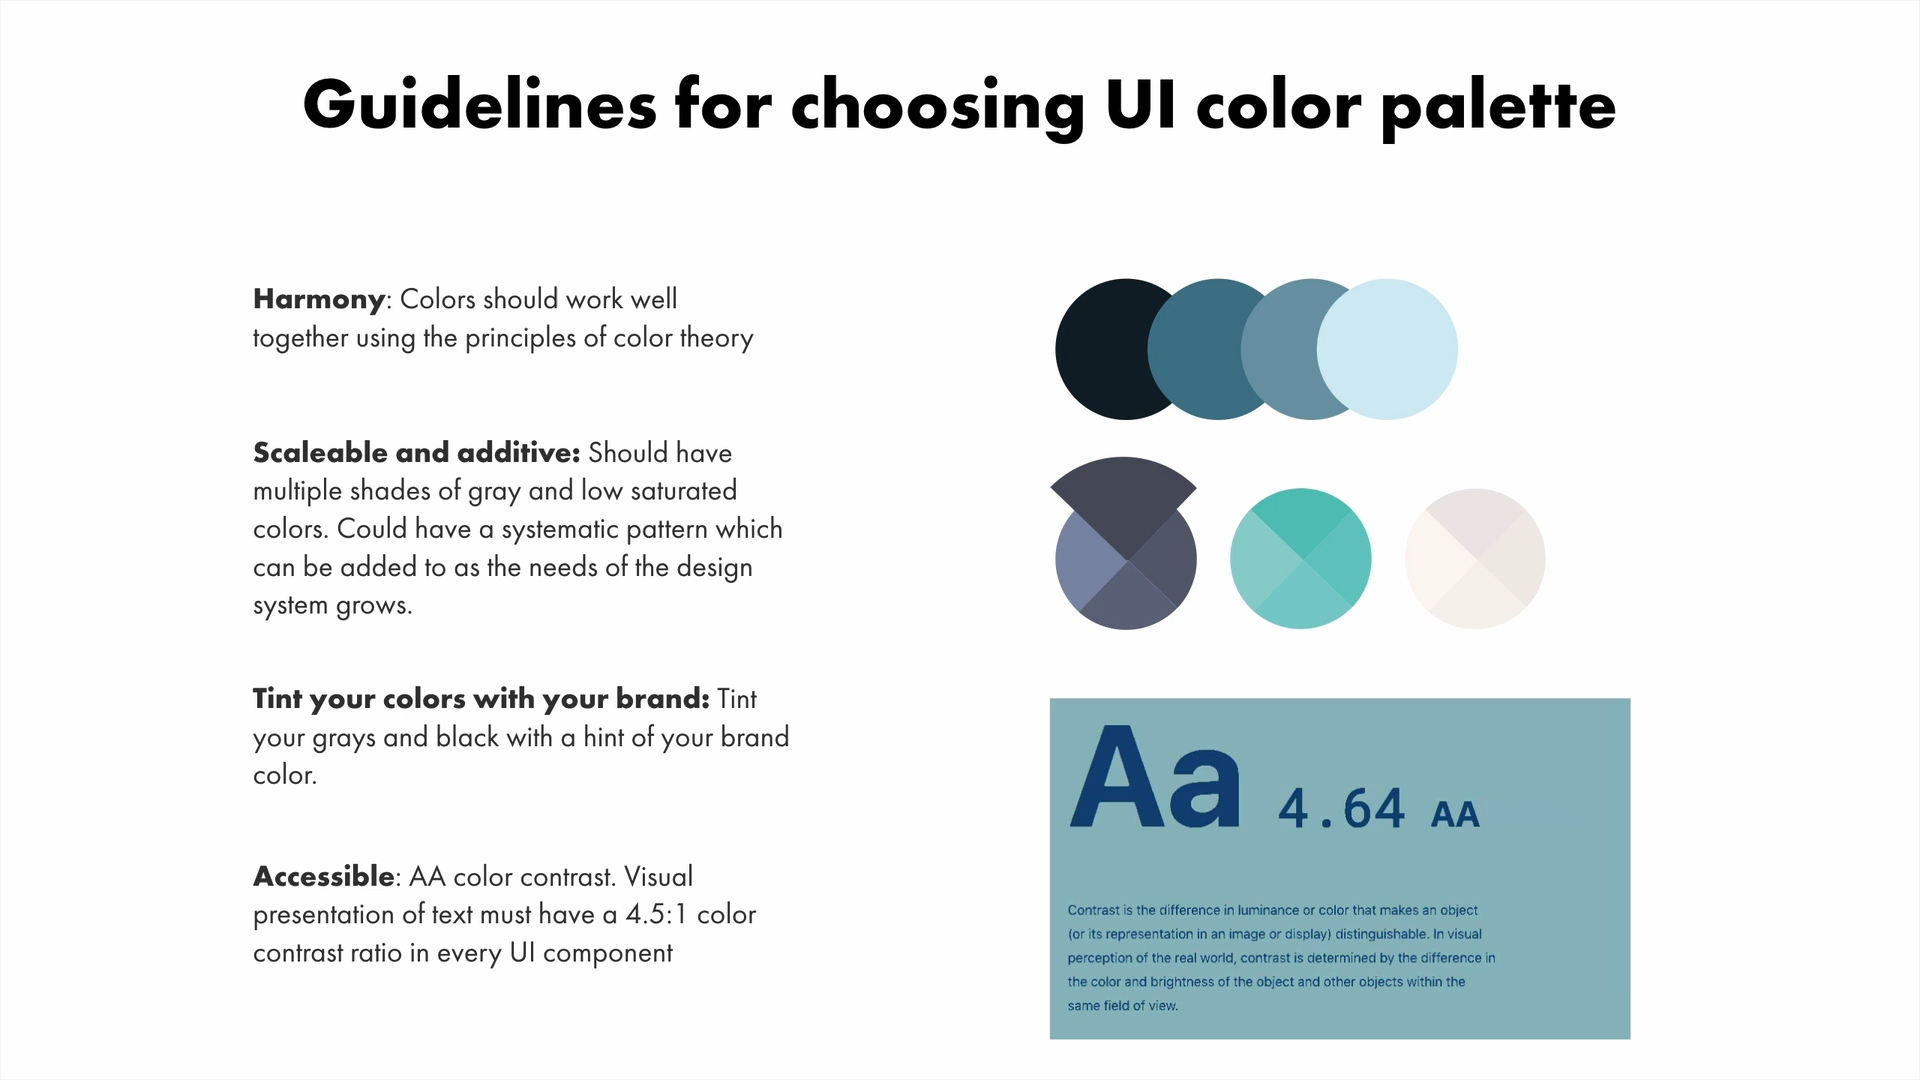 Guidelines for choosing UI color palette
Harmony: Colors should work well
together using the principles of color theory
Scaleable and additive: Should have
multiple shades of gray and low saturated
colors. Could have a systematic pattern which
can be added to as the needs of the design
system grows.
Tint your colors with your brand: Tint
your grays and black with a hint of your brand
color.
Accessible: AA color contrast. Visual
presentation of text must have a 4.5:1 color
contrast ratio in every UI component
Aa 4.64 AA
Contrast is the difference in luminance or color that makes an object
(or its representation in an image or display) distinguishable. In visual
perception of the real world, contrast is determined by the difference in
the color and brightness of the object and other objects within the
same field of view.